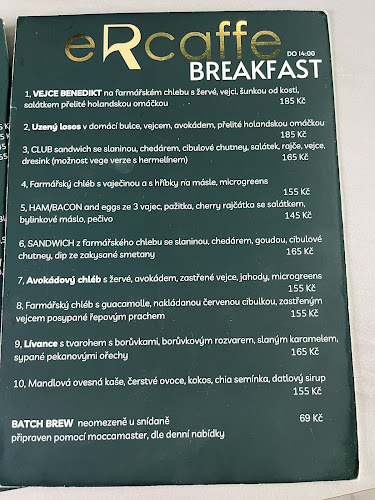 eRcaffe
DO 14:00
BREAKFAST
1, VEJCE BENEDIKT na farmářském chlebu s žervé, vejci, šunkou od kosti,
salátkem přelité holandskou omáčkou
185 Kč
2, Uzený losos v domácí bulce, vejcem, avokádem, přelité holandskou omáčkou
185 Kč
3, CLUB sandwich se slaninou, chedárem, cibulové chutney, salátek, rajče, vejce,
dresink (možnost vege verze s hermelínem)
165 Kč
4, Farmářský chléb s vaječinou a s hříbky na másle, microgreens
155 Kč
5, HAM/BACON and eggs ze 3 vajec, pažitka, cherry rajčátka se salátkem,
bylinkové máslo, pečivo
145 Kč
6, SANDWICH z farmářského chlebu se slaninou, chedárem, goudou, cibulové
chutney, dip ze zakysané smetany
165 Kč
7, Avokádový chléb s žervé, avokádem, zastřené vejce, jahody, microgreens
155 Kč
8, Farmářský chléb s guacamolle, nakládanou červenou cibulkou, zastřeným
vejcem posypané řepovým prachem
155 Kč
9, Lívance s tvarohem s borůvkami, borůvkovým rozvarem, slaným karamelem,
sypané pekanovými ořechy
165 Kč
10, Mandlová ovesná kaše, čerstvé ovoce, kokos, chia semínka, datlový sirup
155 Kč
BATCH BREW neomezeně u snídaně
69 Kč
připraven pomocí moccamaster, dle denní nabídky